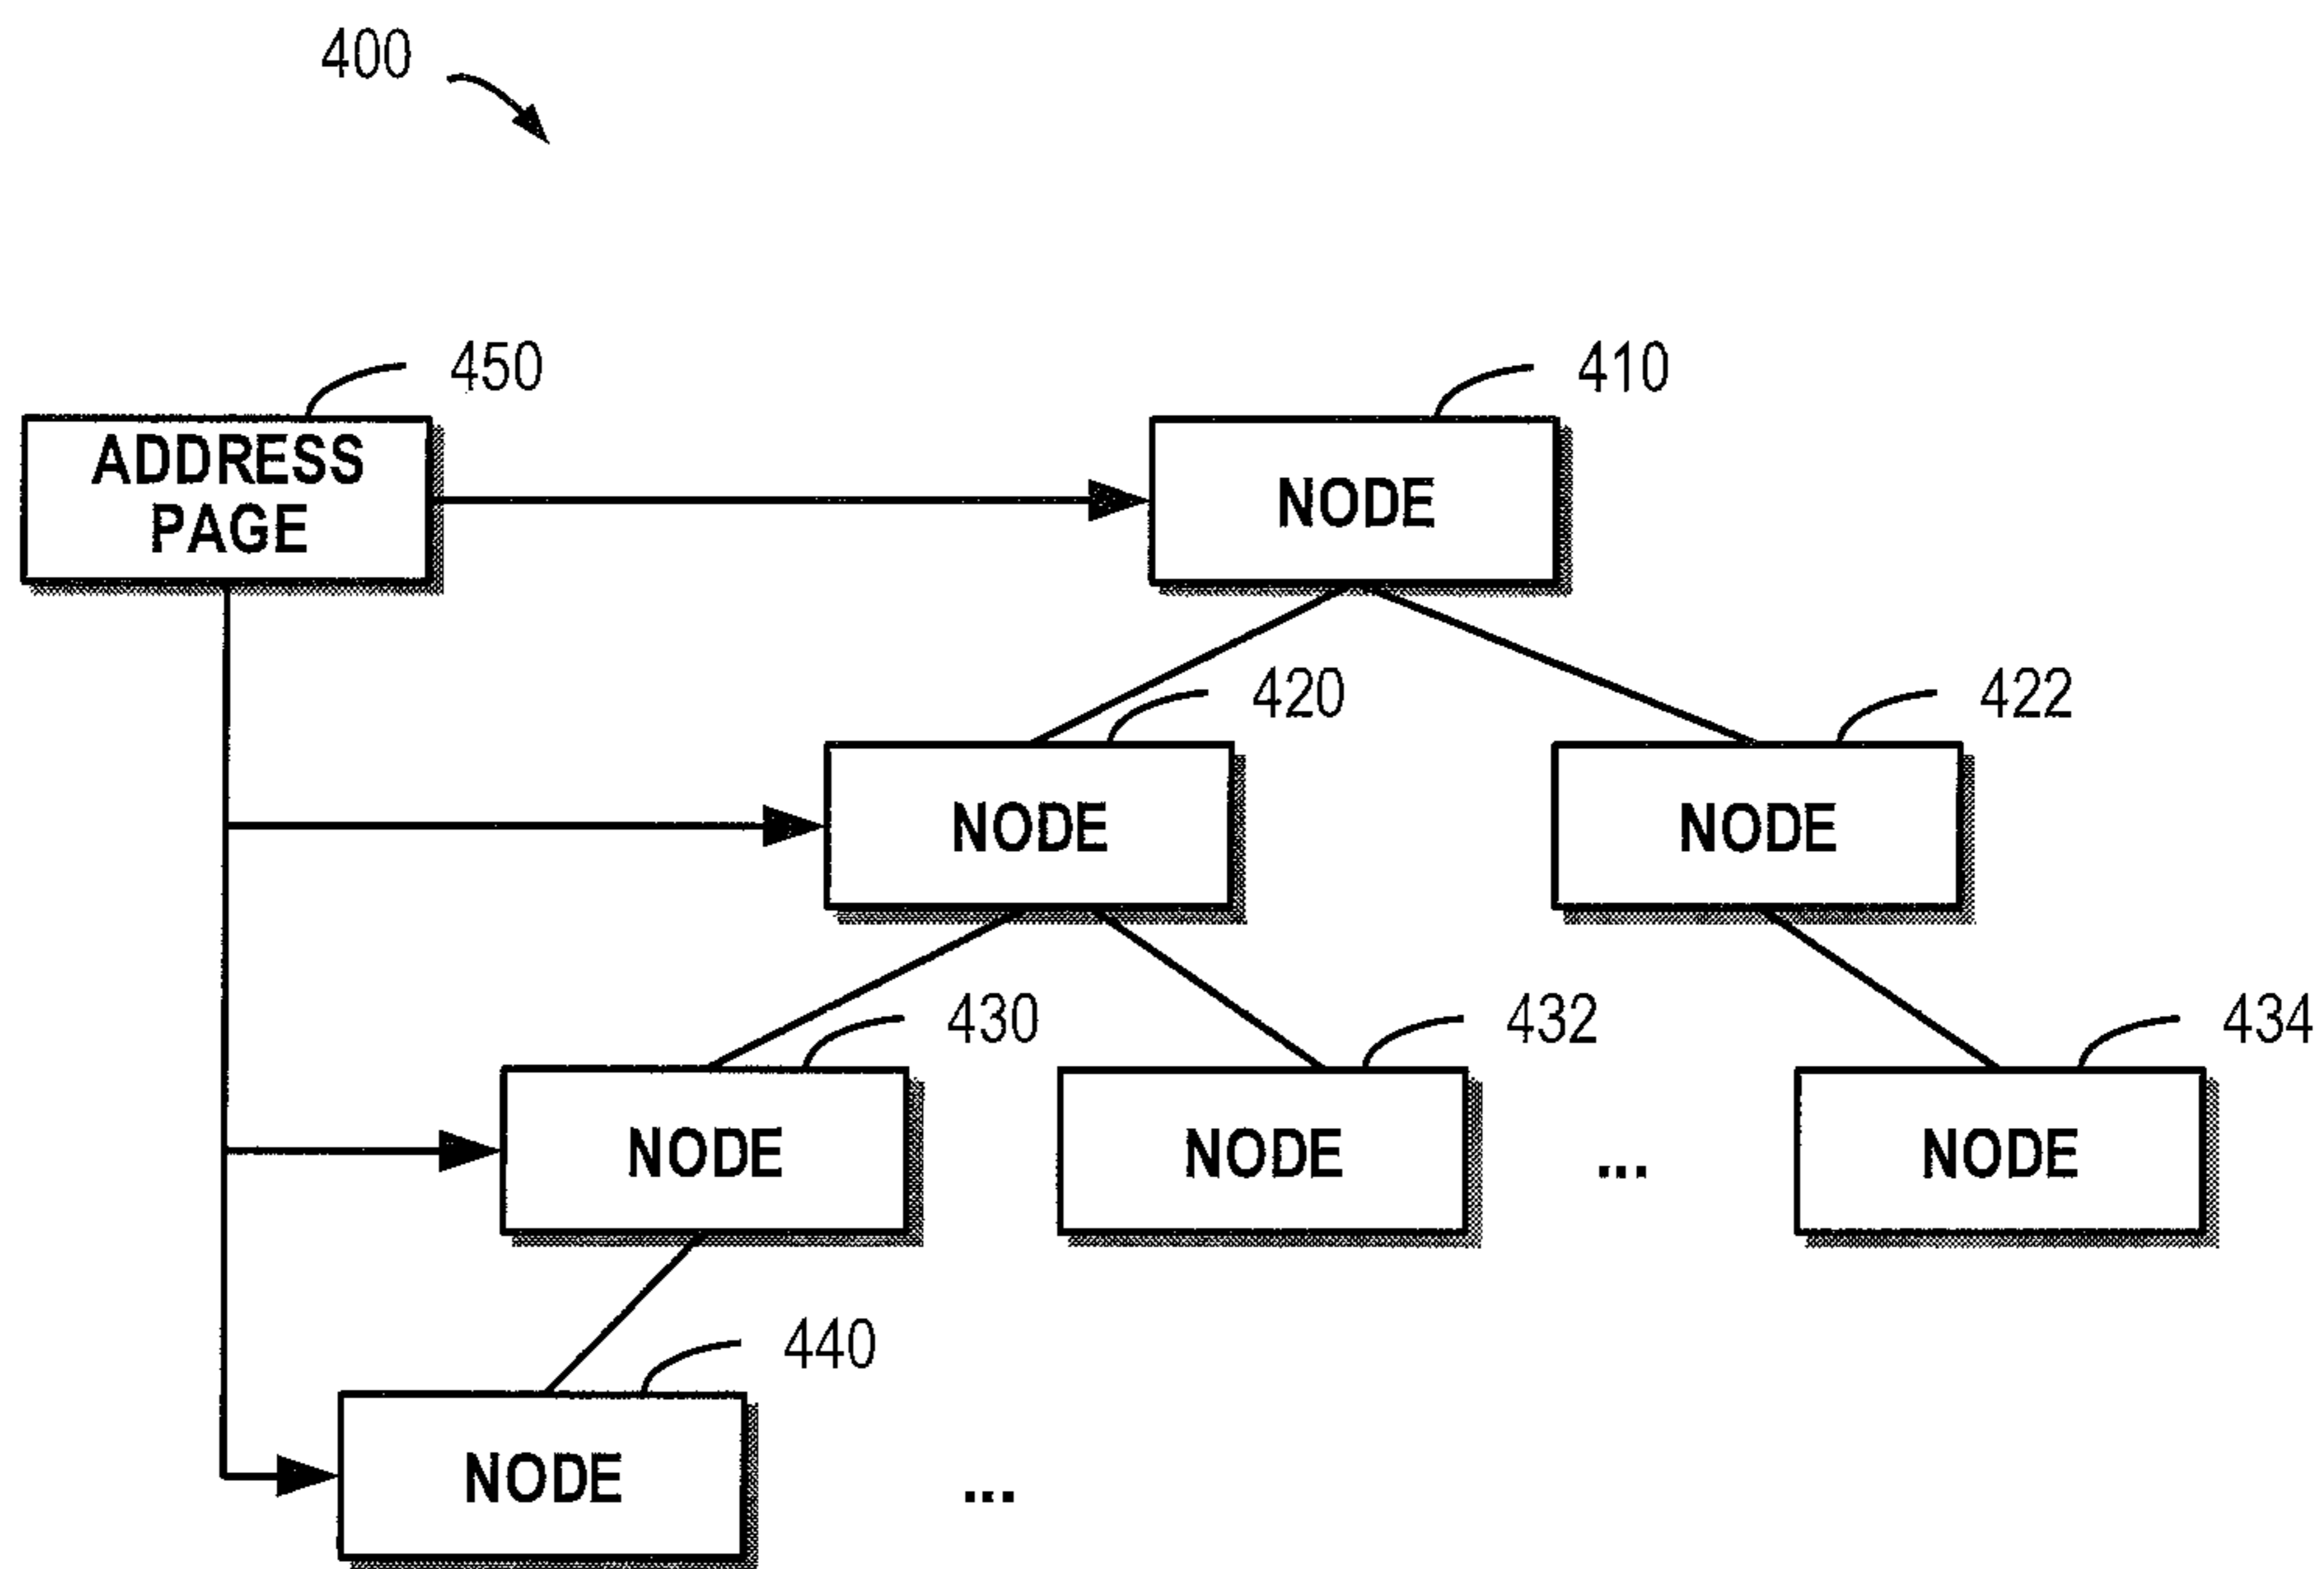 400
450
410
ADDRESS
PAGE
NODE
420
422
NODE
NODE
430
432
434
NODE
NODE
...
NODE
440
NODE
...